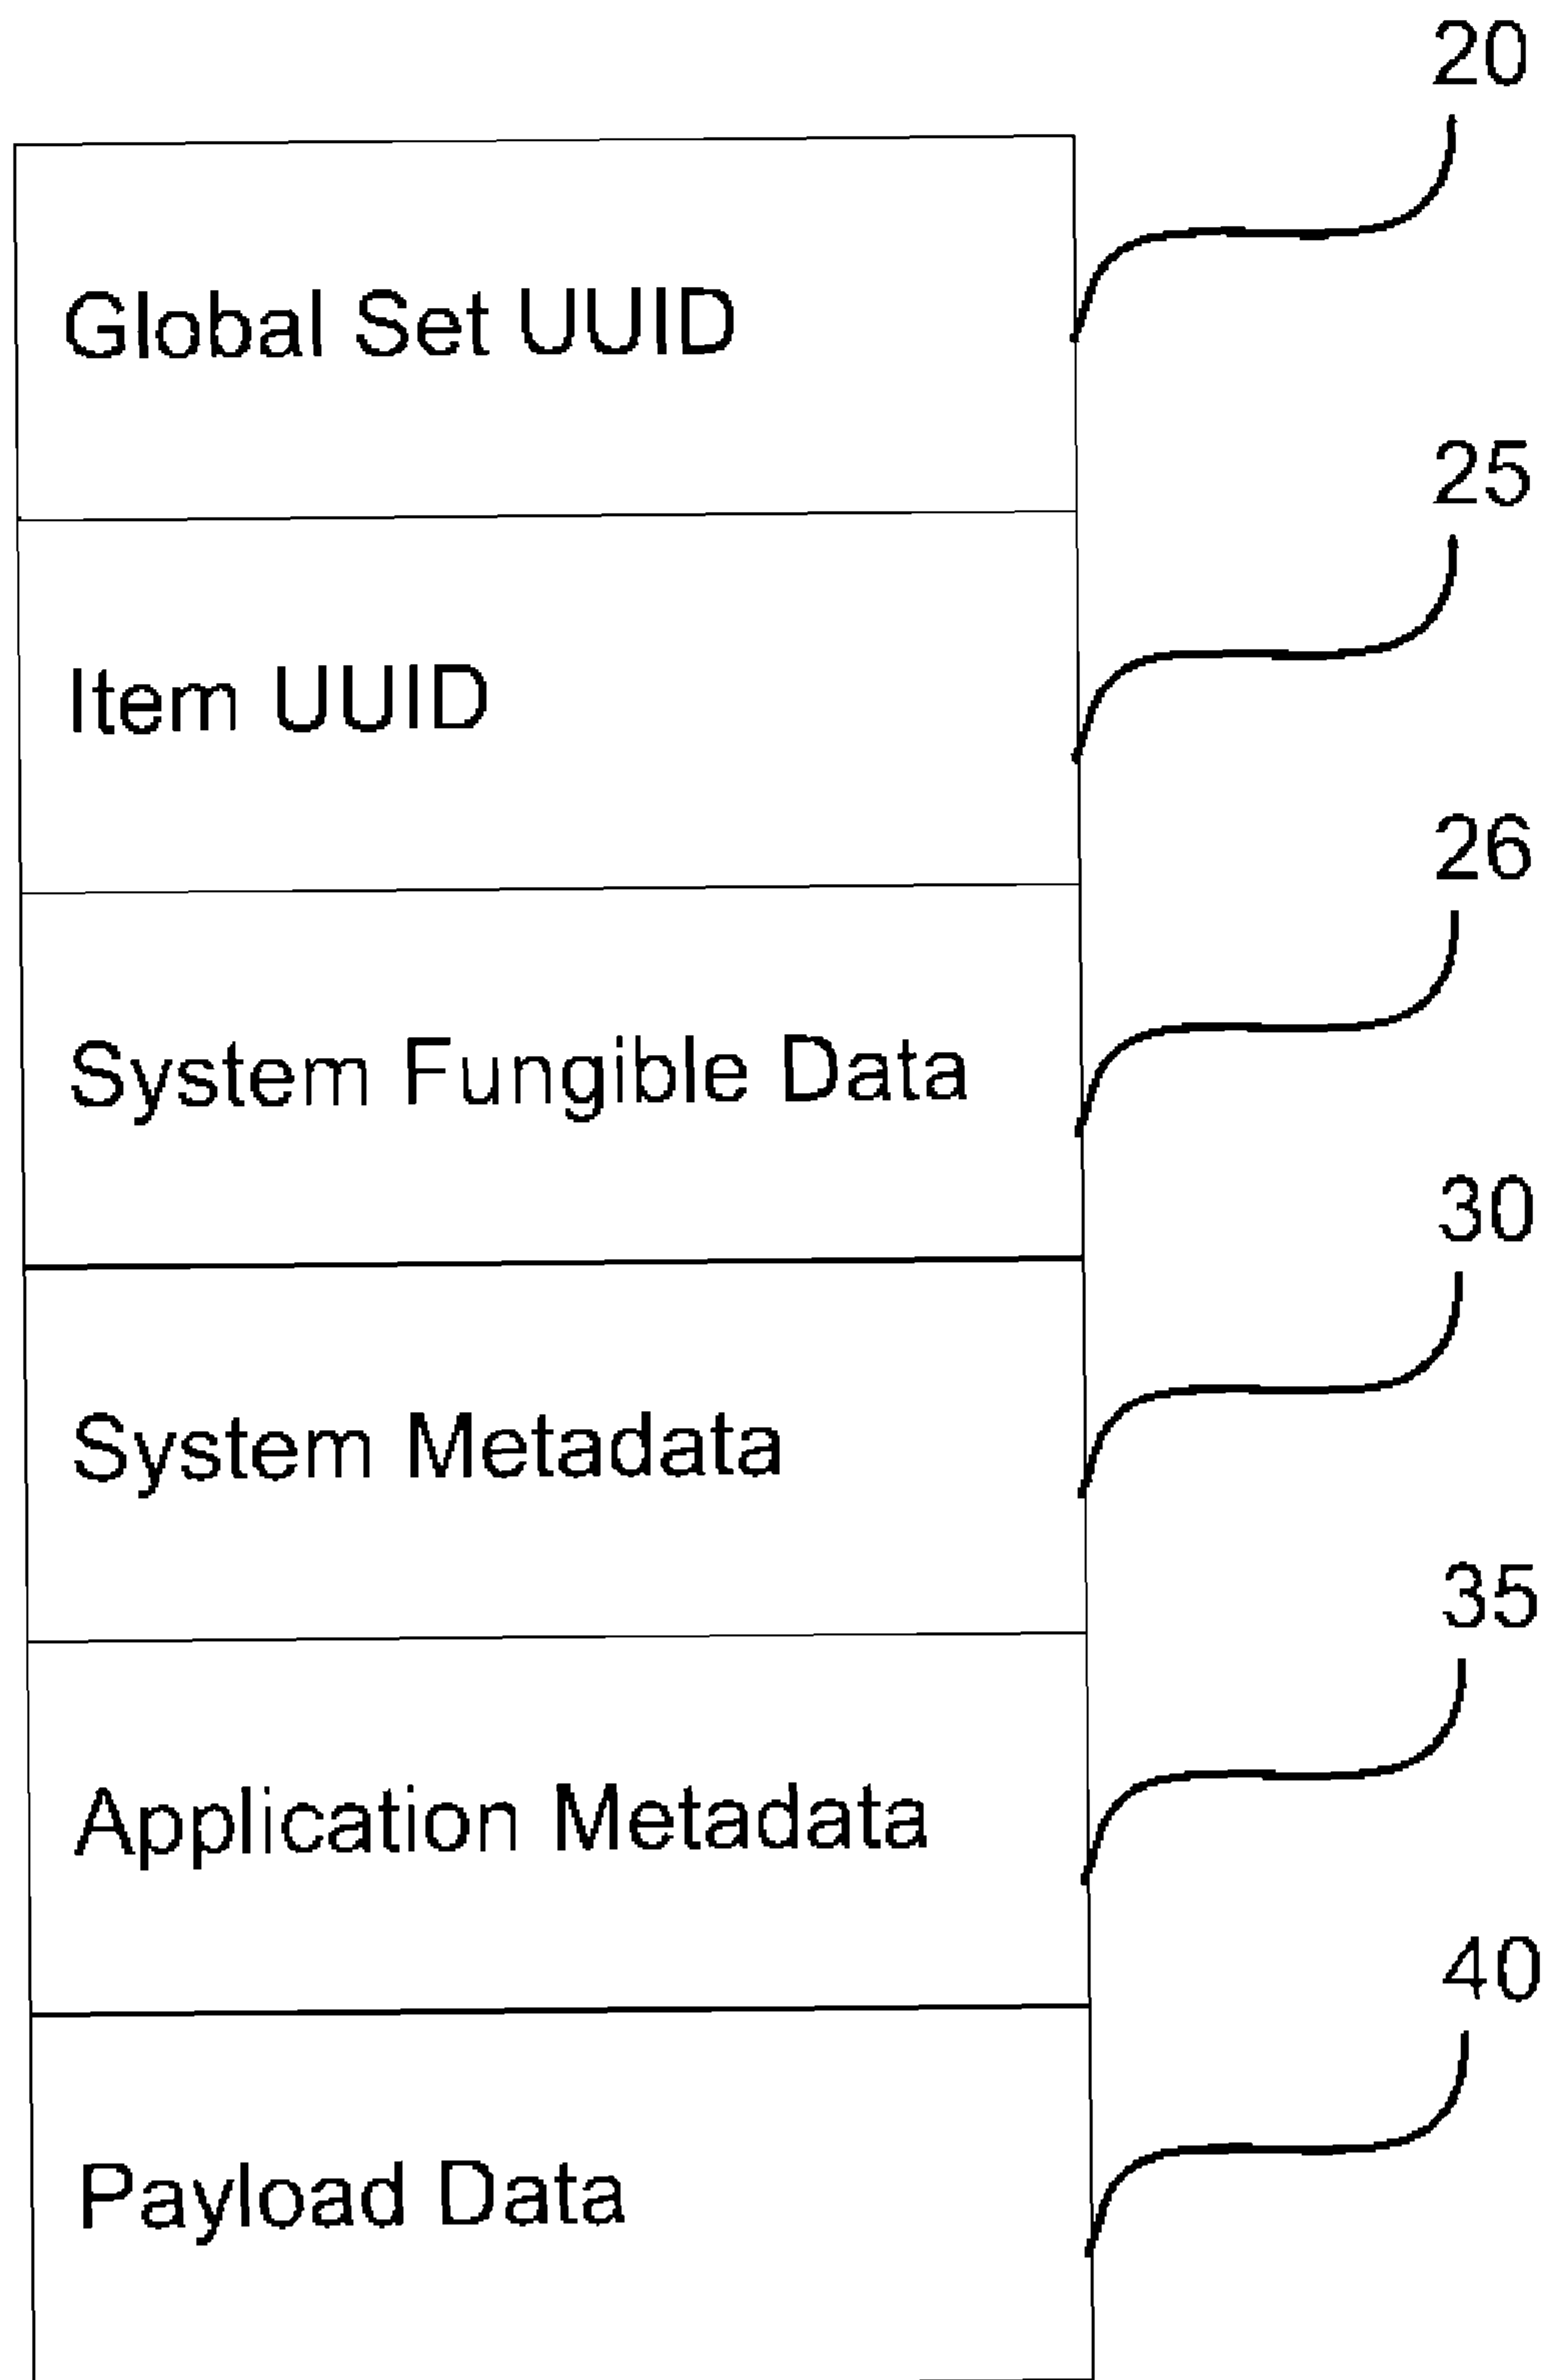 20
Global Set UUID
25
Item UUID
26
System Fungible Data
30
System Metadata
35
Application Metadata
40
Payload Data